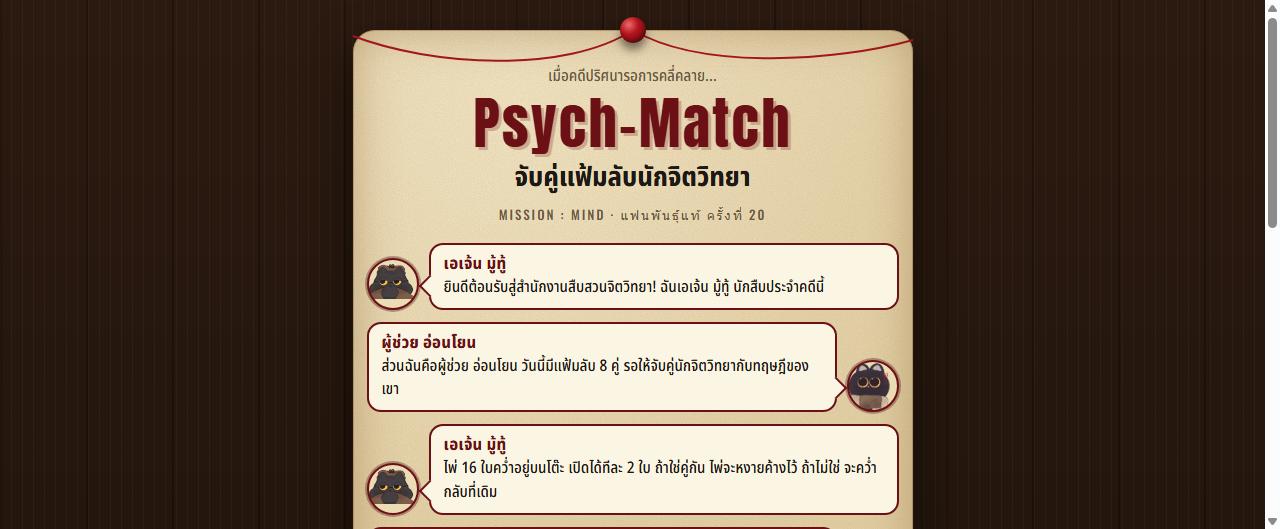 เมื่อคดีปริศนารอการคลี่คลาย...
Psych-Match
จับคู่แฟ้มลับนักจิตวิทยา
MISSION : MIND · แฟนพันธุ์แท้ ครั้งที่ 20
เอเจ้น มู้ทู้
ยินดีต้อนรับสู่สำนักงานสืบสวนจิตวิทยา! ฉันเอเจ้น มู้ทู้ นักสืบประจำคดีนี้
ผู้ช่วย อ่อนโยน
ส่วนฉันคือผู้ช่วย อ่อนโยน วันนี้มีแฟ้มลับ 8 คู่ รอให้จับคู่นักจิตวิทยากับทฤษฎีของ
เขา
เอเจ้น มู้ทู้
ไพ่ 16 ใบคว่ำอยู่บนโต๊ะ เปิดได้ทีละ 2 ใบ ถ้าใช่คู่กัน ไพ่จะหงายค้างไว้ ถ้าไม่ใช่ จะคว่ำ
กลับที่เดิม